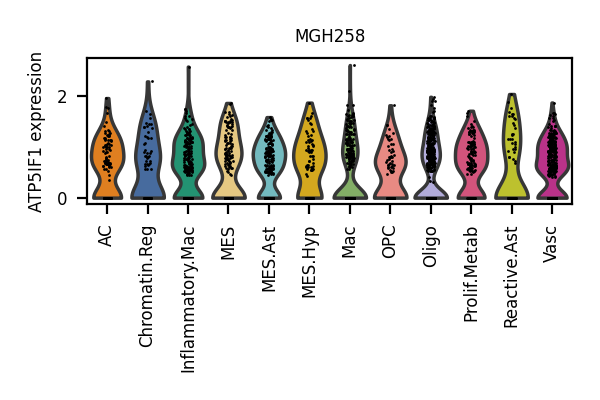 MGH258
ATP5IF1 expression
2
0
AC
Chromatin.Reg
Inflammatory.Mac
MES
MES.Ast
MES.Hyp
Mac
OPC
Oligo
Prolif.Metab
Reactive.Ast
Vasc